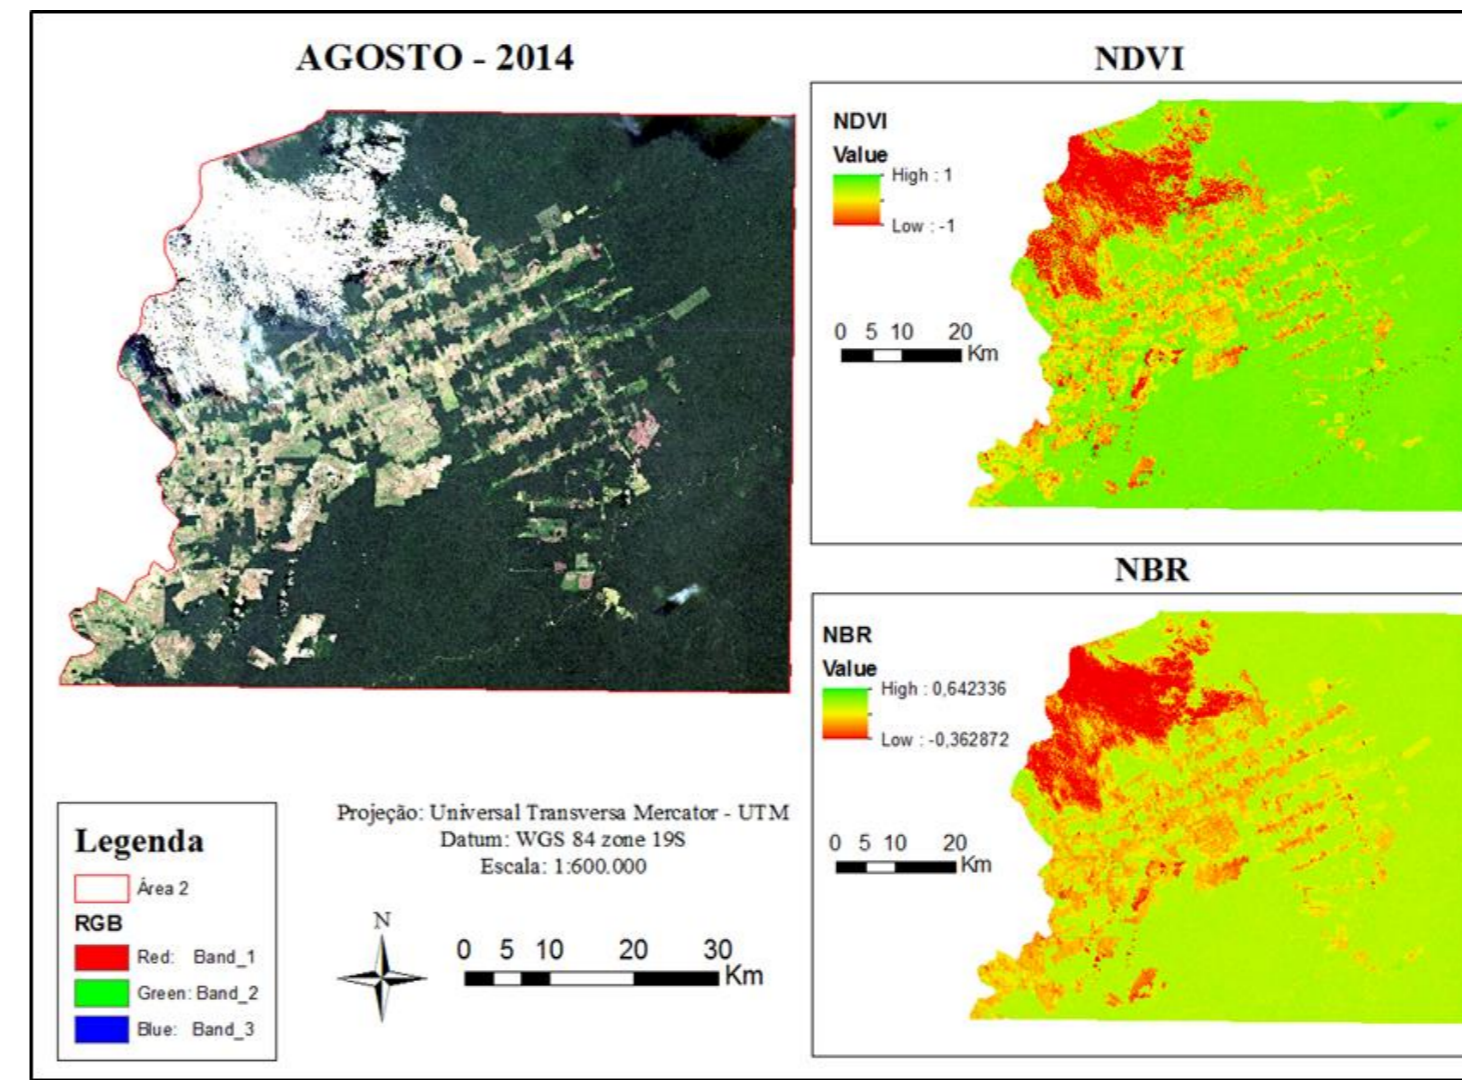 AGOSTO - 2014
NDVI
NDVI
Value
High : 1
Low : -1
0 5 10 20
Km
NBR
NBR
Value
High : 0,642336
Low : -0,362872
0 5 10 20
Km
Legenda
Área 2
RGB
Red: Band_1
Green: Band_2
Blue: Band_3
Projeção: Universal Transversa Mercator - UTM
Datum: WGS 84 zone 19S
Escala: 1:600.000
N
0 5 10 20 30
Km